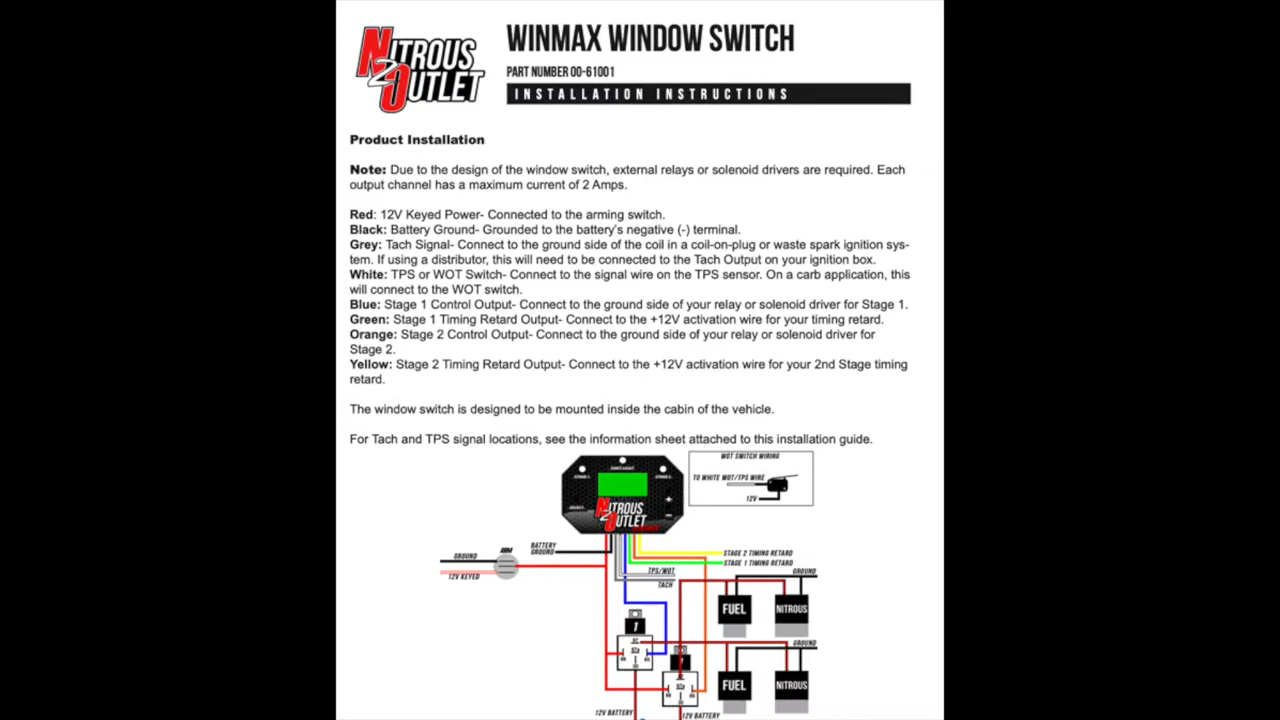 NITROUS
2
OUTLET
WINMAX WINDOW SWITCH
PART NUMBER 00-61001
INSTALLATION INSTRUCTIONS
Product Installation
Note: Due to the design of the window switch, external relays or solenoid drivers are required. Each
output channel has a maximum current of 2 Amps.
Red: 12V Keyed Power- Connected to the arming switch.
Black: Battery Ground- Grounded to the battery's negative (-) terminal.
Grey: Tach Signal- Connect to the ground side of the coil in a coil-on-plug or waste spark ignition sys-
tem. If using a distributor, this will need to be connected to the Tach Output on your ignition box.
White: TPS or WOT Switch- Connect to the signal wire on the TPS sensor. On a carb application, this
will connect to the WOT switch.
Blue: Stage 1 Control Output- Connect to the ground side of your relay or solenoid driver for Stage 1.
Green: Stage 1 Timing Retard Output- Connect to the +12V activation wire for your timing retard.
Orange: Stage 2 Control Output- Connect to the ground side of your relay or solenoid driver for
Stage 2.
Yellow: Stage 2 Timing Retard Output- Connect to the +12V activation wire for your 2nd Stage timing
retard.
The window switch is designed to be mounted inside the cabin of the vehicle.
For Tach and TPS signal locations, see the information sheet attached to this installation guide.
WOT SWITCH WIRING
TO WHITE WOT/TPS WIRE
12V
STAGE 1
STAGE 2
SELECT
NITROUS
2
OUTLET
BATTERY
GROUND
GROUND
ARM
12V KEYED
STAGE 2 TIMING RETARD
STAGE 1 TIMING RETARD
TPS/WOT
TACH
GROUND
FUEL
NITROUS
1
GROUND
FUEL
NITROUS
12V BATTERY
12V BATTERY